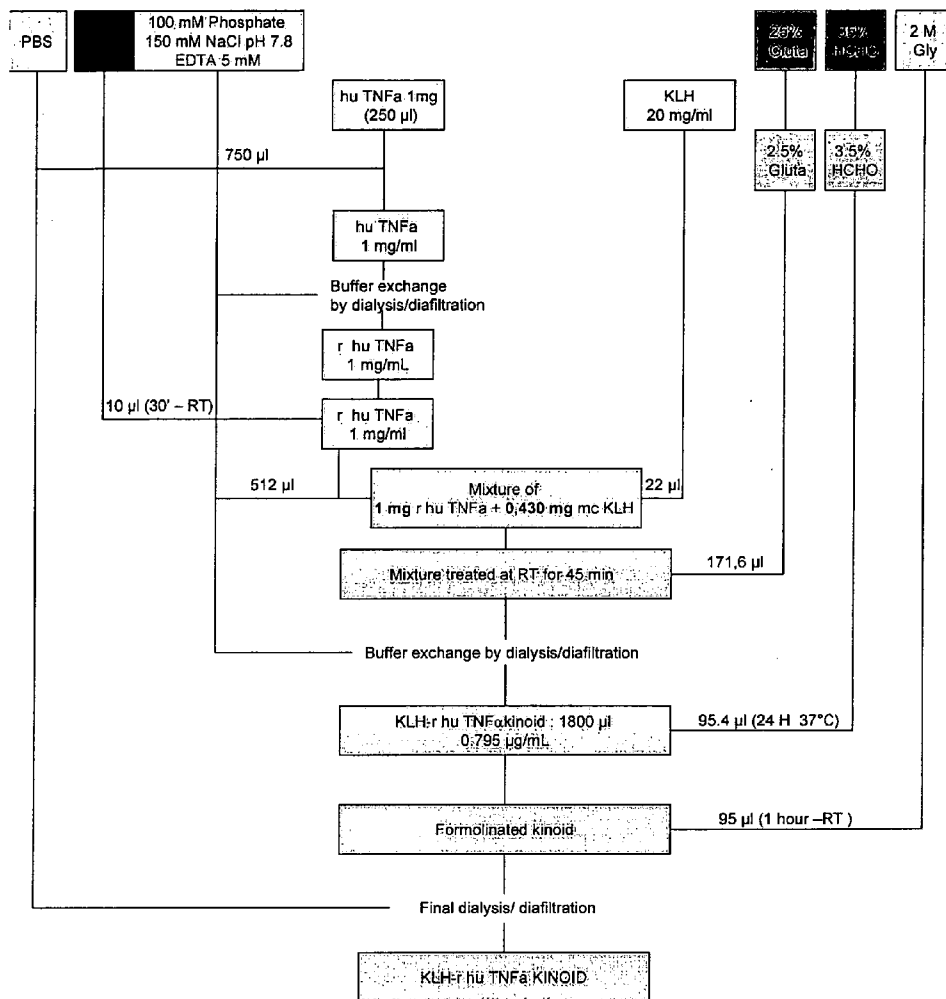 PBS
100 mM Phosphate
150 mM NaCl pH 7.8
EDTA 5 mM
25%
Gluta
HCHO
2 M
Gly
hu TNFa 1mg
(250 µl)
KLH
20 mg/ml
2.5%
Gluta
3.5%
HCHO
750 µl
hu TNFa
1 mg/ml
Buffer exchange
by dialysis/diafiltration
r hu TNFa
1 mg/mL
10 µl (30' – RT)
r hu TNFa
1 mg/ml
512 µl
Mixture of
1 mg r hu TNFa + 0,430 mg mc KLH
22 µl
Mixture treated at RT for 45 min
171,6 µl
Buffer exchange by dialysis/diafiltration
KLH-r hu TNFαkinoid : 1800 µl
0.795 µg/mL
95.4 µl (24 H 37°C)
Formolinated kinoid
95 µl (1 hour –RT )
Final dialysis/ diafiltration
KLH-r hu TNFa KINOID